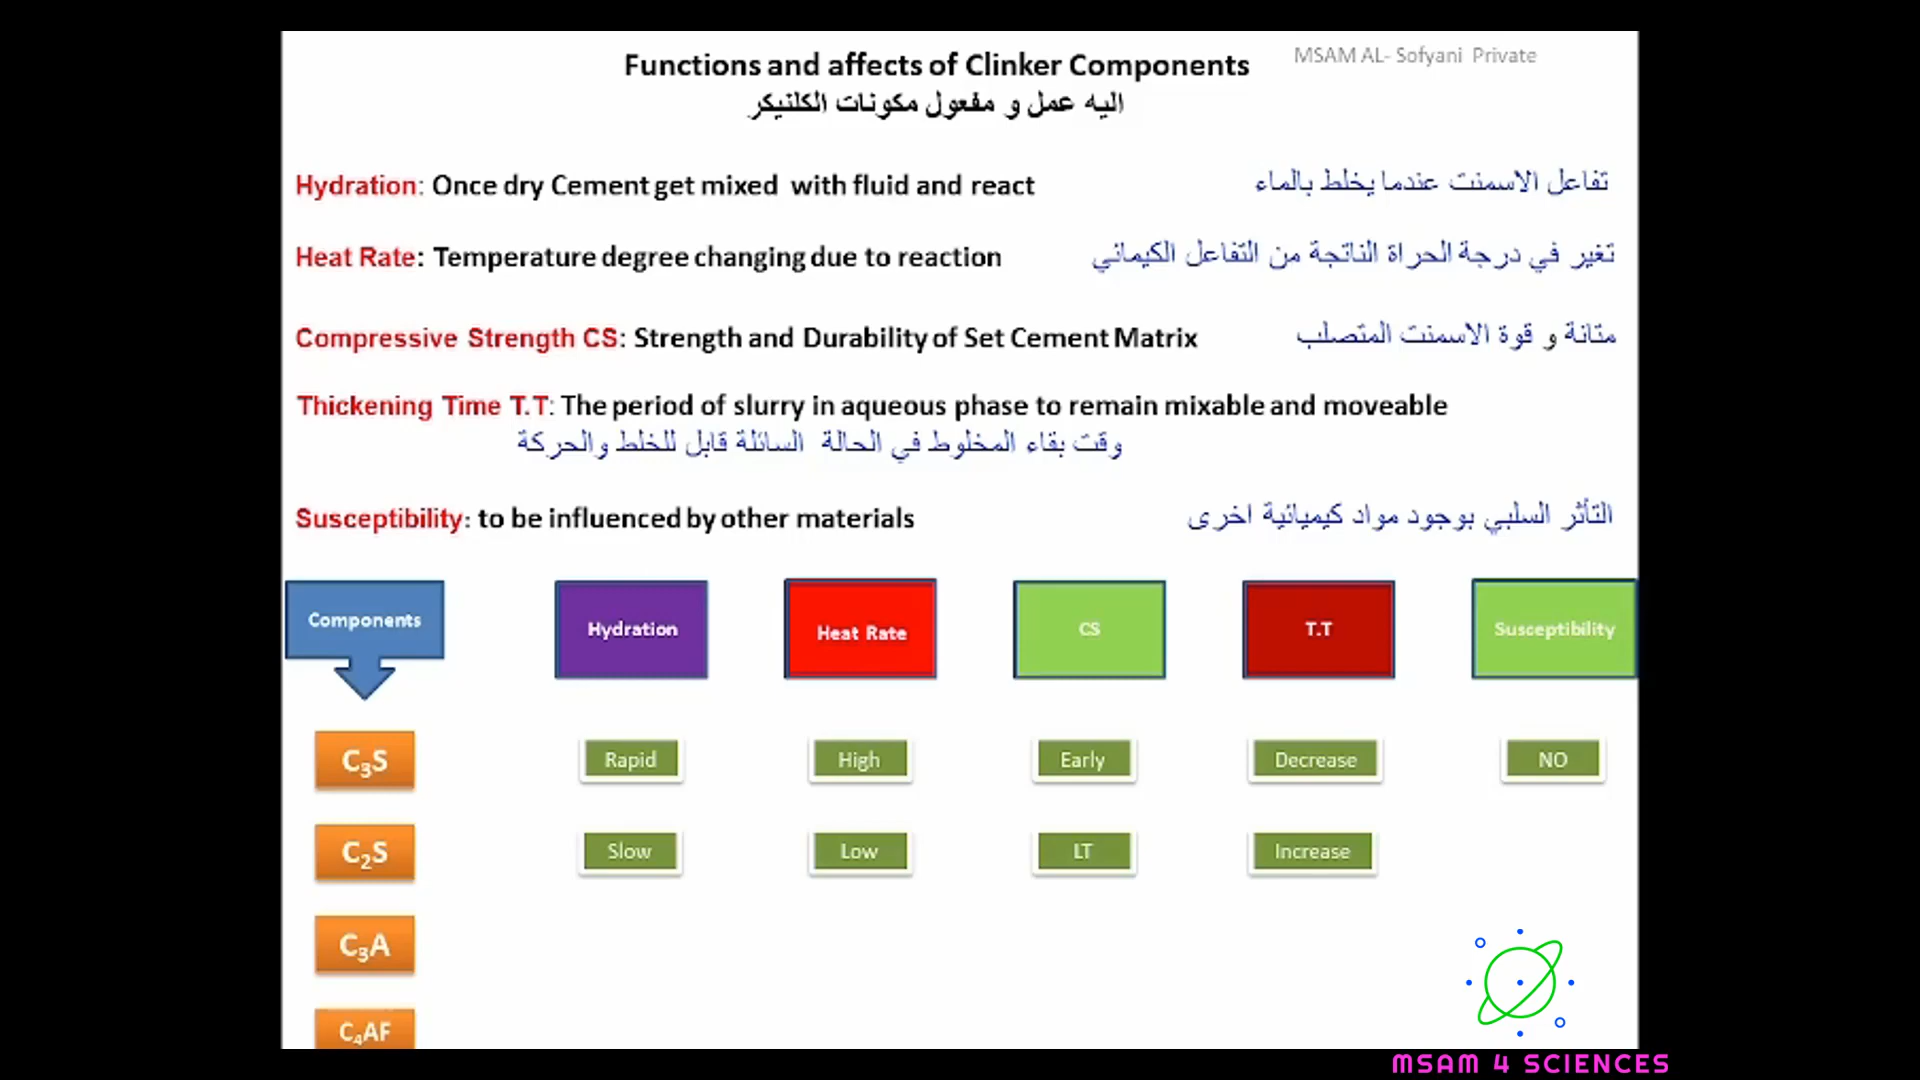 Functions and affects of Clinker Components
MSAM AL- Sofyani Private
اليه عمل و مفعول مكونات الكلنيكر
Hydration: Once dry Cement get mixed with fluid and react
تفاعل الاسمنت عندما يخلط بالماء
Heat Rate: Temperature degree changing due to reaction
تغير في درجة الحراة الناتجة من التفاعل الكيمائي
Compressive Strength CS: Strength and Durability of Set Cement Matrix
متانة و قوة الاسمنت المتصلب
Thickening Time T.T: The period of slurry in aqueous phase to remain mixable and moveable
وقت بقاء المخلوط في الحالة السائلة قابل للخلط والحركة
Susceptibility: to be influenced by other materials
التأثر السلبي بوجود مواد كيميائية اخرى
Components Hydration Heat Rate CS T.T Susceptibility
C₃S Rapid High Early Decrease NO
C₂S Slow Low LT Increase
C₃A
C₄AF
MSAM 4 SCIENCES